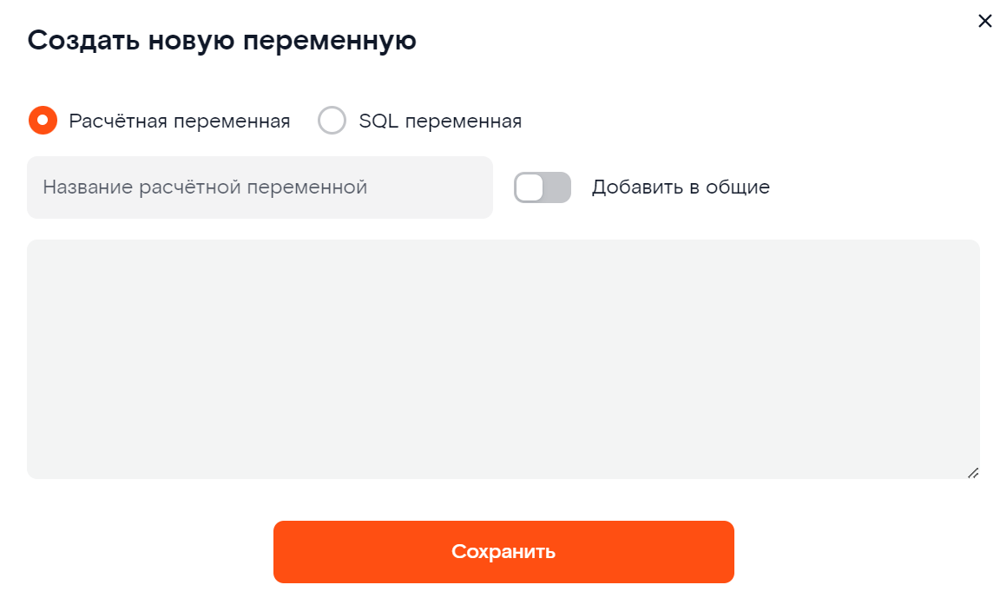 Создать новую переменную
Расчётная переменная SQL переменная
Название расчётной переменной Добавить в общие
Сохранить